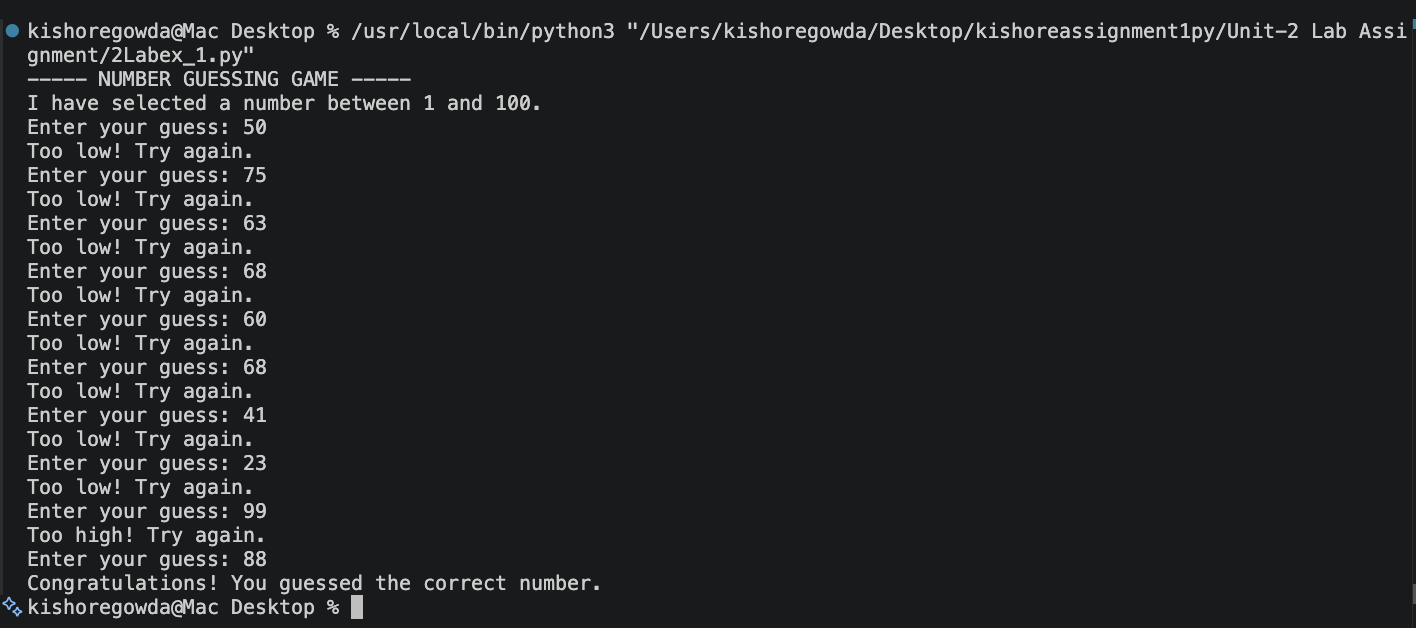 kishoregowda@Mac Desktop % /usr/local/bin/python3 "/Users/kishoregowda/Desktop/kishoreassignment1py/Unit-2 Lab Assi
gnment/2Labex_1.py"
----- NUMBER GUESSING GAME -----
I have selected a number between 1 and 100.
Enter your guess: 50
Too low! Try again.
Enter your guess: 75
Too low! Try again.
Enter your guess: 63
Too low! Try again.
Enter your guess: 68
Too low! Try again.
Enter your guess: 60
Too low! Try again.
Enter your guess: 68
Too low! Try again.
Enter your guess: 41
Too low! Try again.
Enter your guess: 23
Too low! Try again.
Enter your guess: 99
Too high! Try again.
Enter your guess: 88
Congratulations! You guessed the correct number.
kishoregowda@Mac Desktop %